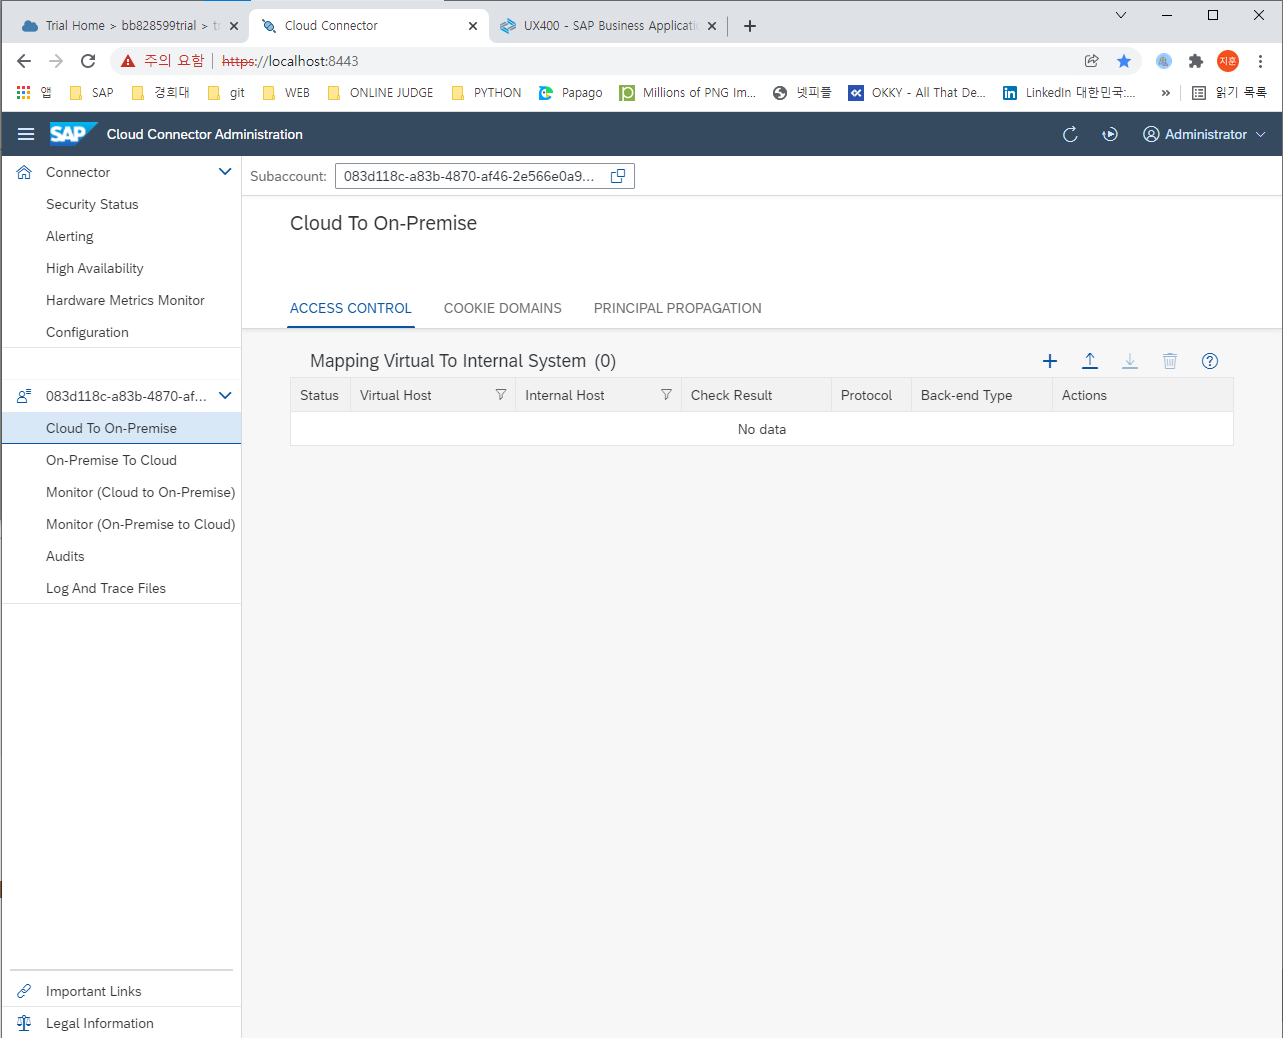 Trial Home > bb828599trial > tr
Cloud Connector
UX400 - SAP Business Applicati
주의 요함 | https://localhost:8443
지훈
앱
SAP
경희대
git
WEB
ONLINE JUDGE
PYTHON
Papago
Millions of PNG Im...
넷피플
OKKY - All That De...
LinkedIn 대한민국:...
»
읽기 목록
SAP Cloud Connector Administration
Administrator
Connector
Security Status
Alerting
High Availability
Hardware Metrics Monitor
Configuration
083d118c-a83b-4870-af...
Cloud To On-Premise
On-Premise To Cloud
Monitor (Cloud to On-Premise)
Monitor (On-Premise to Cloud)
Audits
Log And Trace Files
Important Links
Legal Information
Subaccount: 083d118c-a83b-4870-af46-2e566e0a9...
Cloud To On-Premise
ACCESS CONTROL COOKIE DOMAINS PRINCIPAL PROPAGATION
Mapping Virtual To Internal System (0)
Status Virtual Host Internal Host Check Result Protocol Back-end Type Actions
No data